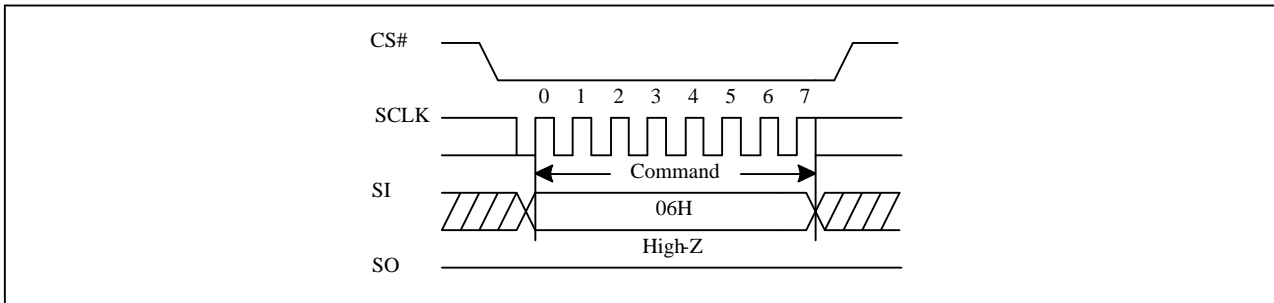 CS#
0 1 2 3 4 5 6 7
SCLK
Command
SI
06H
High-Z
SO